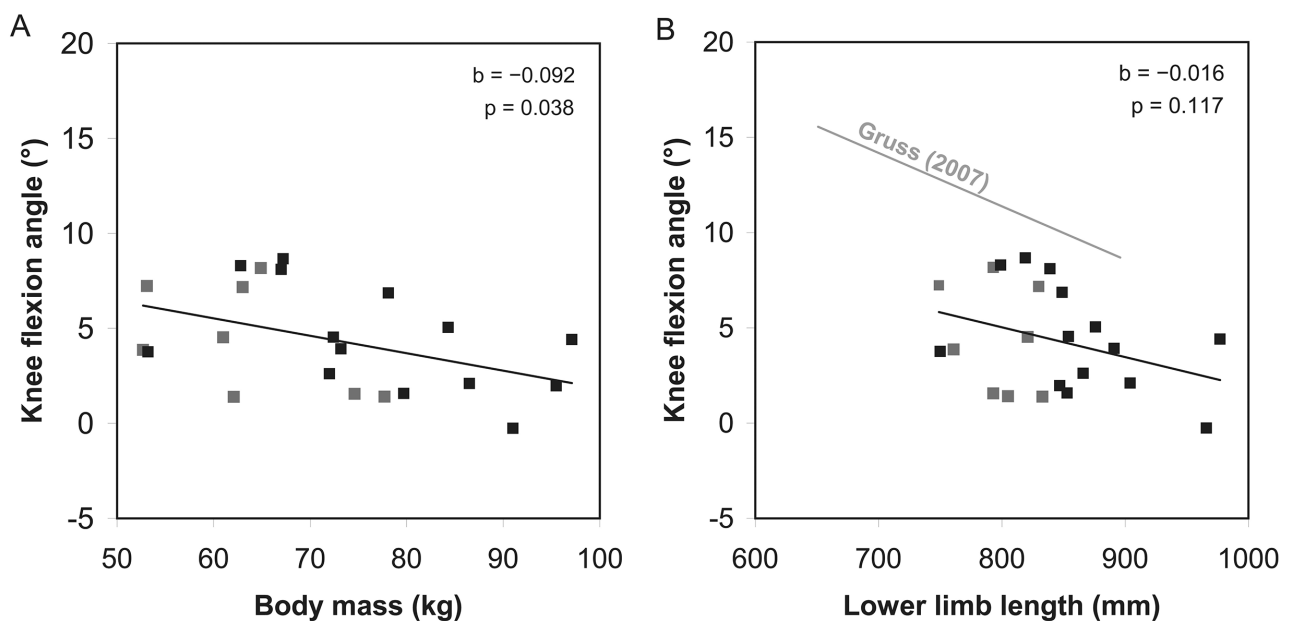 A
b = −0.092
p = 0.038
20
15
10
5
0
-5
Knee flexion angle (°)
50 60 70 80 90 100
Body mass (kg)
B
b = −0.016
p = 0.117
Gruss (2007)
20
15
10
5
0
-5
Knee flexion angle (°)
600 700 800 900 1000
Lower limb length (mm)